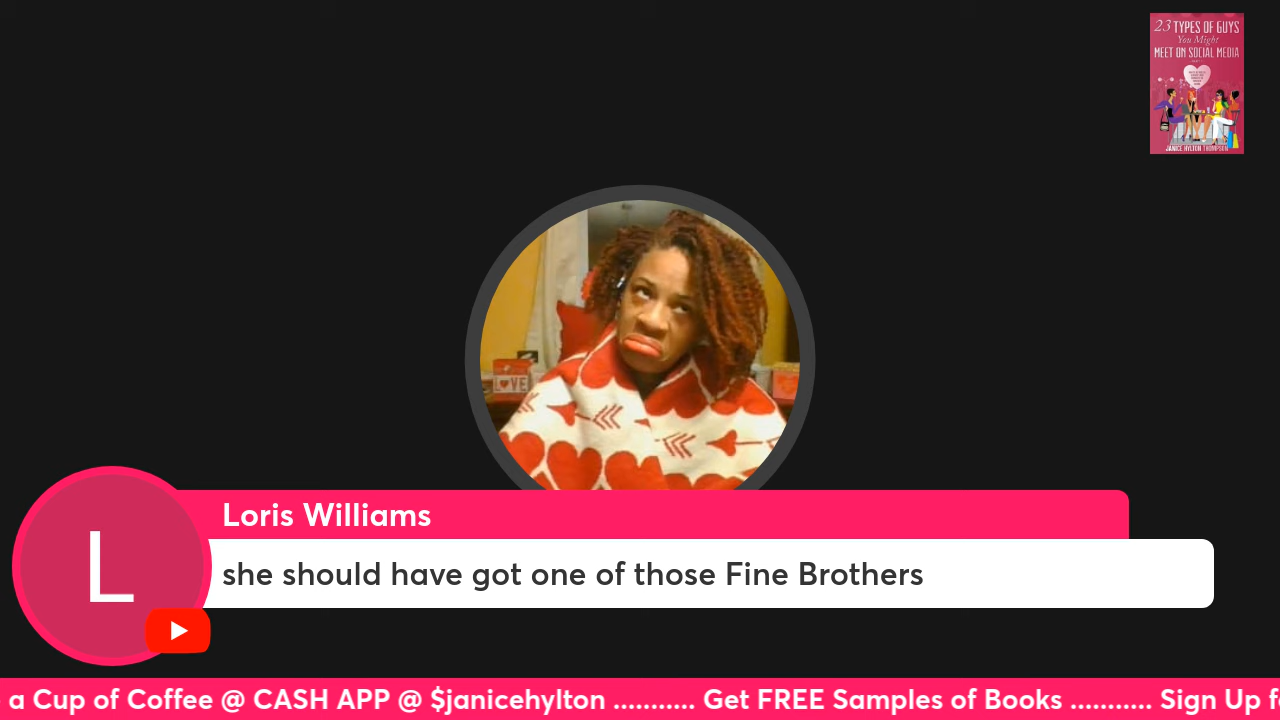 23 TYPES OF GUYS
You Might
MEET ON SOCIAL MEDIA
JANICE HYLTON THOMPSON
LOVE
Loris Williams
L
she should have got one of those Fine Brothers
a Cup of Coffee @ CASH APP @ $janicehylton ........... Get FREE Samples of Books ........... Sign Up f